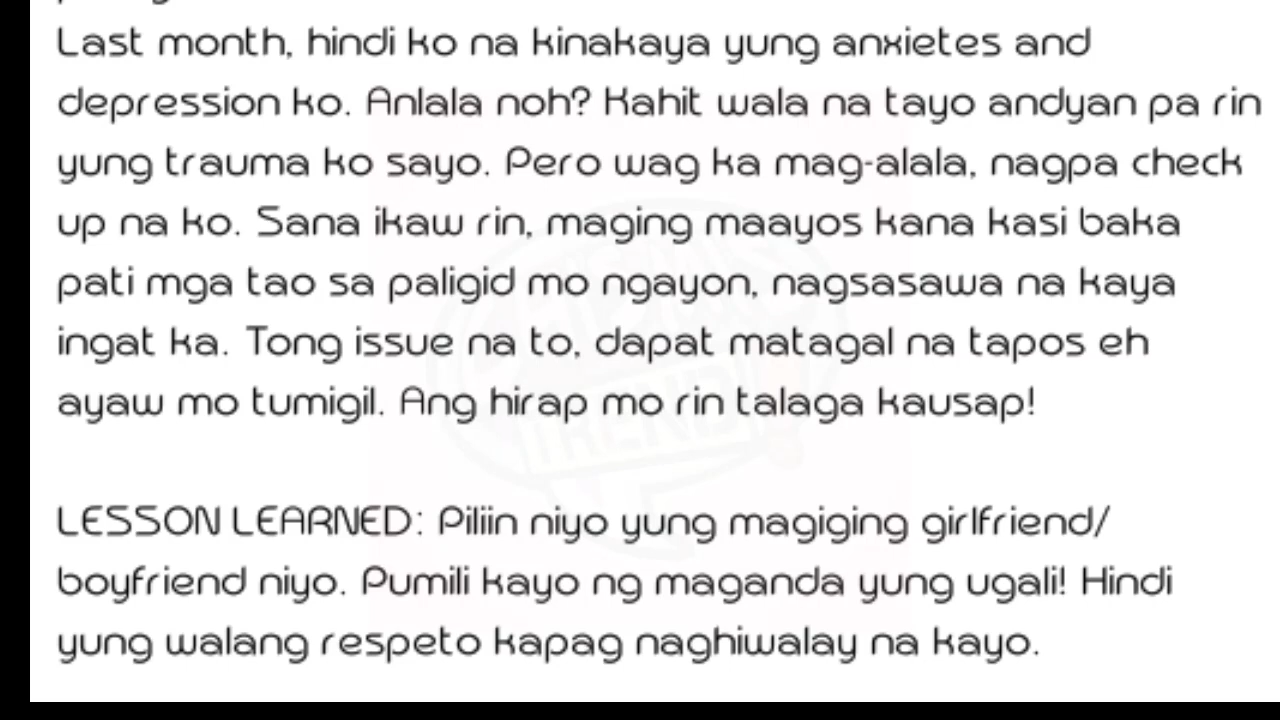 Last month, hindi ko na kinakaya yung anxietes and
depression ko. Anlala noh? Kahit wala na tayo andyan pa rin
yung trauma ko sayo. Pero wag ka mag-alala, nagpa check
up na ko. Sana ikaw rin, maging maayos kana kasi baka
pati mga tao sa paligid mo ngayon, nagsasawa na kaya
ingat ka. Tong issue na to, dapat matagal na tapos eh
ayaw mo tumigil. Ang hirap mo rin talaga kausap!
TREND
LESSON LEARNED: Piliin niyo yung magiging girlfriend/
boyfriend niyo. Pumili kayo ng maganda yung ugali! Hindi
yung walang respeto kapag naghiwalay na kayo.